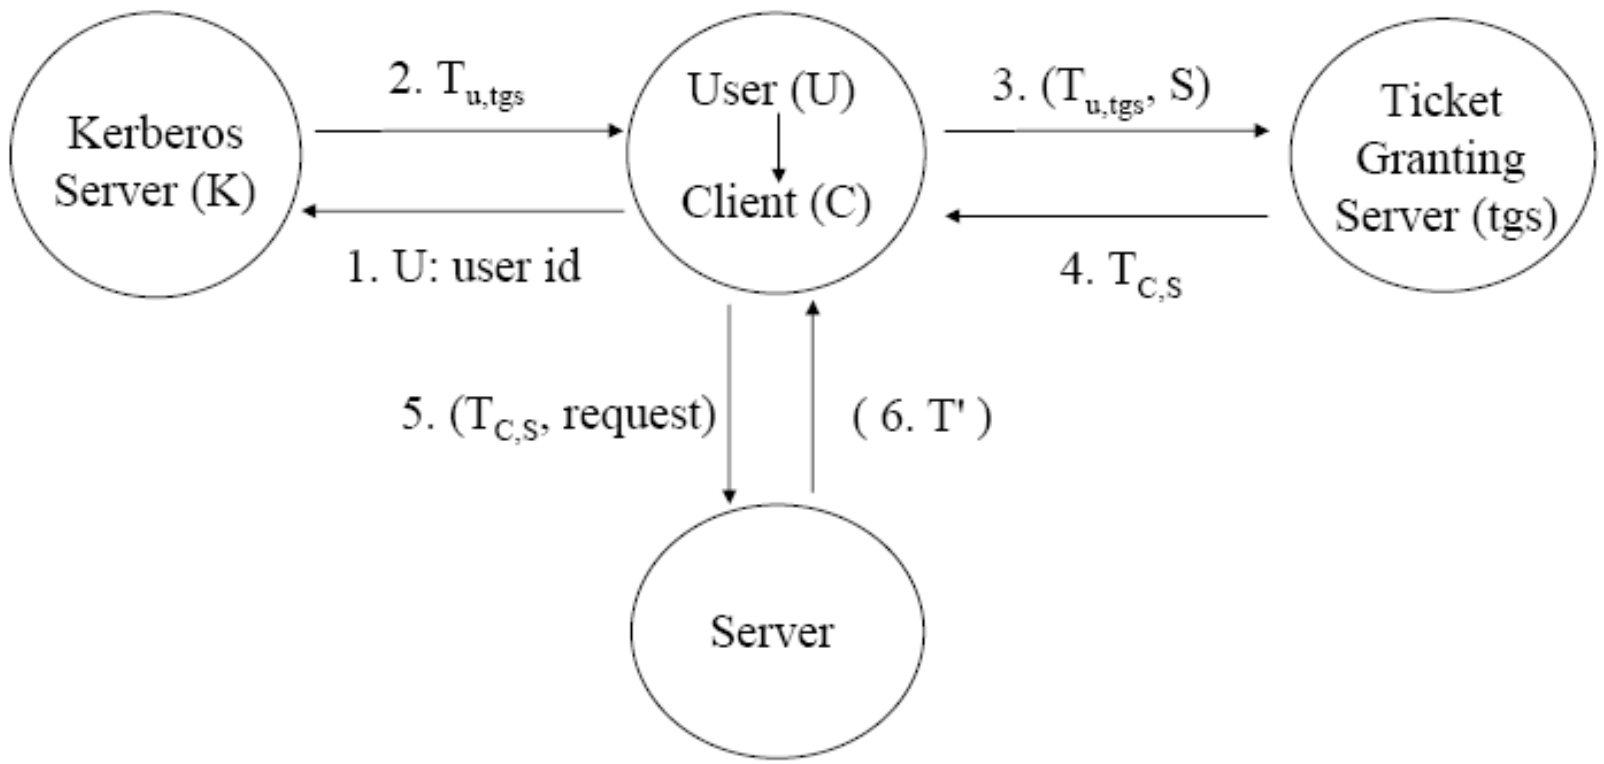 Kerberos
Server (K)
2. Tu,tgs
1. U: user id
User (U)
Client (C)
3. (Tu,tgs, S)
4. TC,S
Ticket
Granting
Server (tgs)
5. (TC,S, request)
( 6. T' )
Server